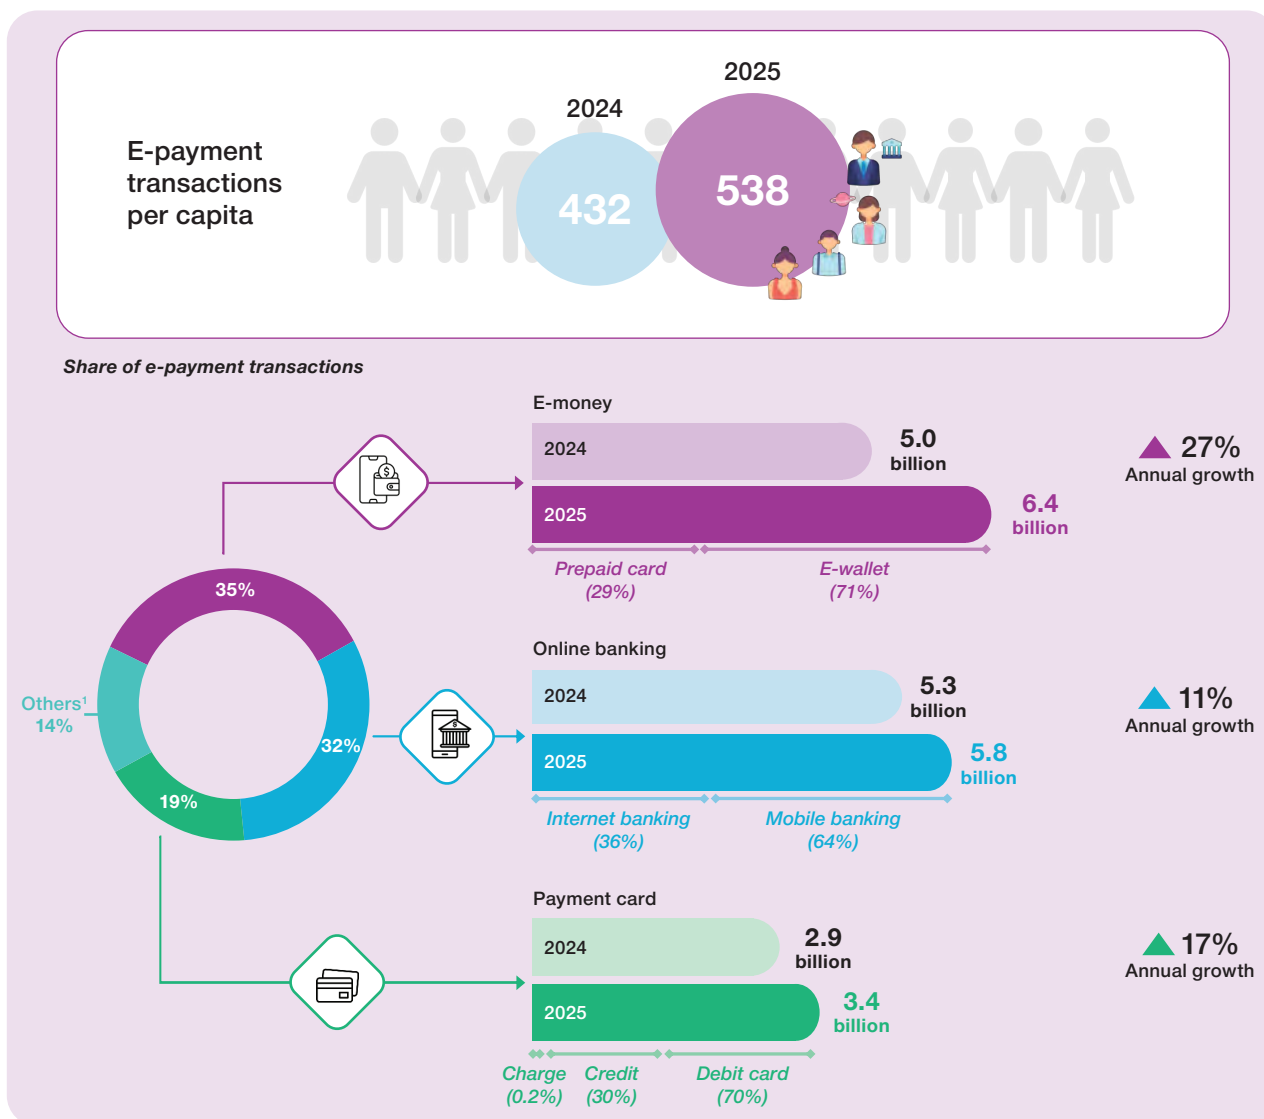 2025
2024
E-payment
transactions
per capita
432
538
Share of e-payment transactions
E-money
2024
5.0
billion
27%
Annual growth
2025
6.4
billion
Prepaid card
(29%)
E-wallet
(71%)
35%
Others¹
14%
32%
19%
Online banking
2024
5.3
billion
11%
Annual growth
2025
5.8
billion
Internet banking
(36%)
Mobile banking
(64%)
Payment card
2024
2.9
billion
17%
Annual growth
2025
3.4
billion
Charge
(0.2%)
Credit
(30%)
Debit card
(70%)